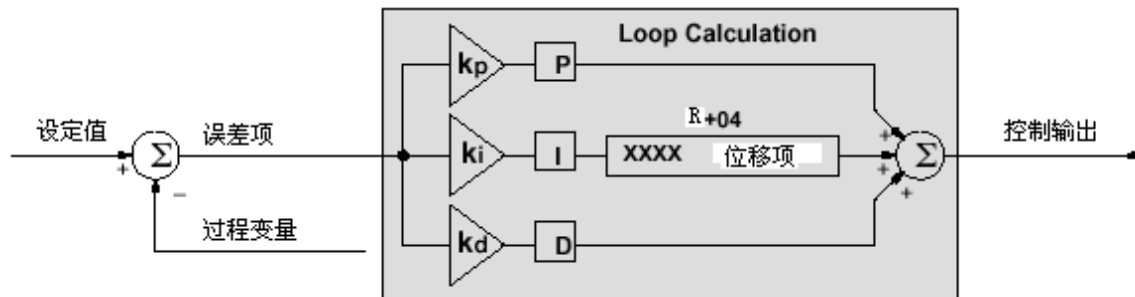 Loop Calculation
kp
P
设定值
Σ
误差项
ki
I
R+04
XXXX 位移项
Σ
控制输出
+
−
+
+
+
过程变量
kd
D